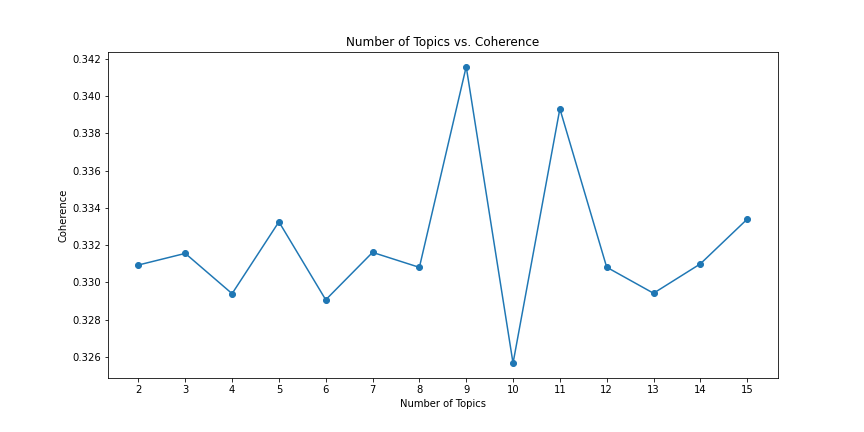 Number of Topics vs. Coherence
0.342
0.340
0.338
0.336
0.334
0.332
0.330
0.328
0.326
Coherence
2 3 4 5 6 7 8 9 10 11 12 13 14 15
Number of Topics